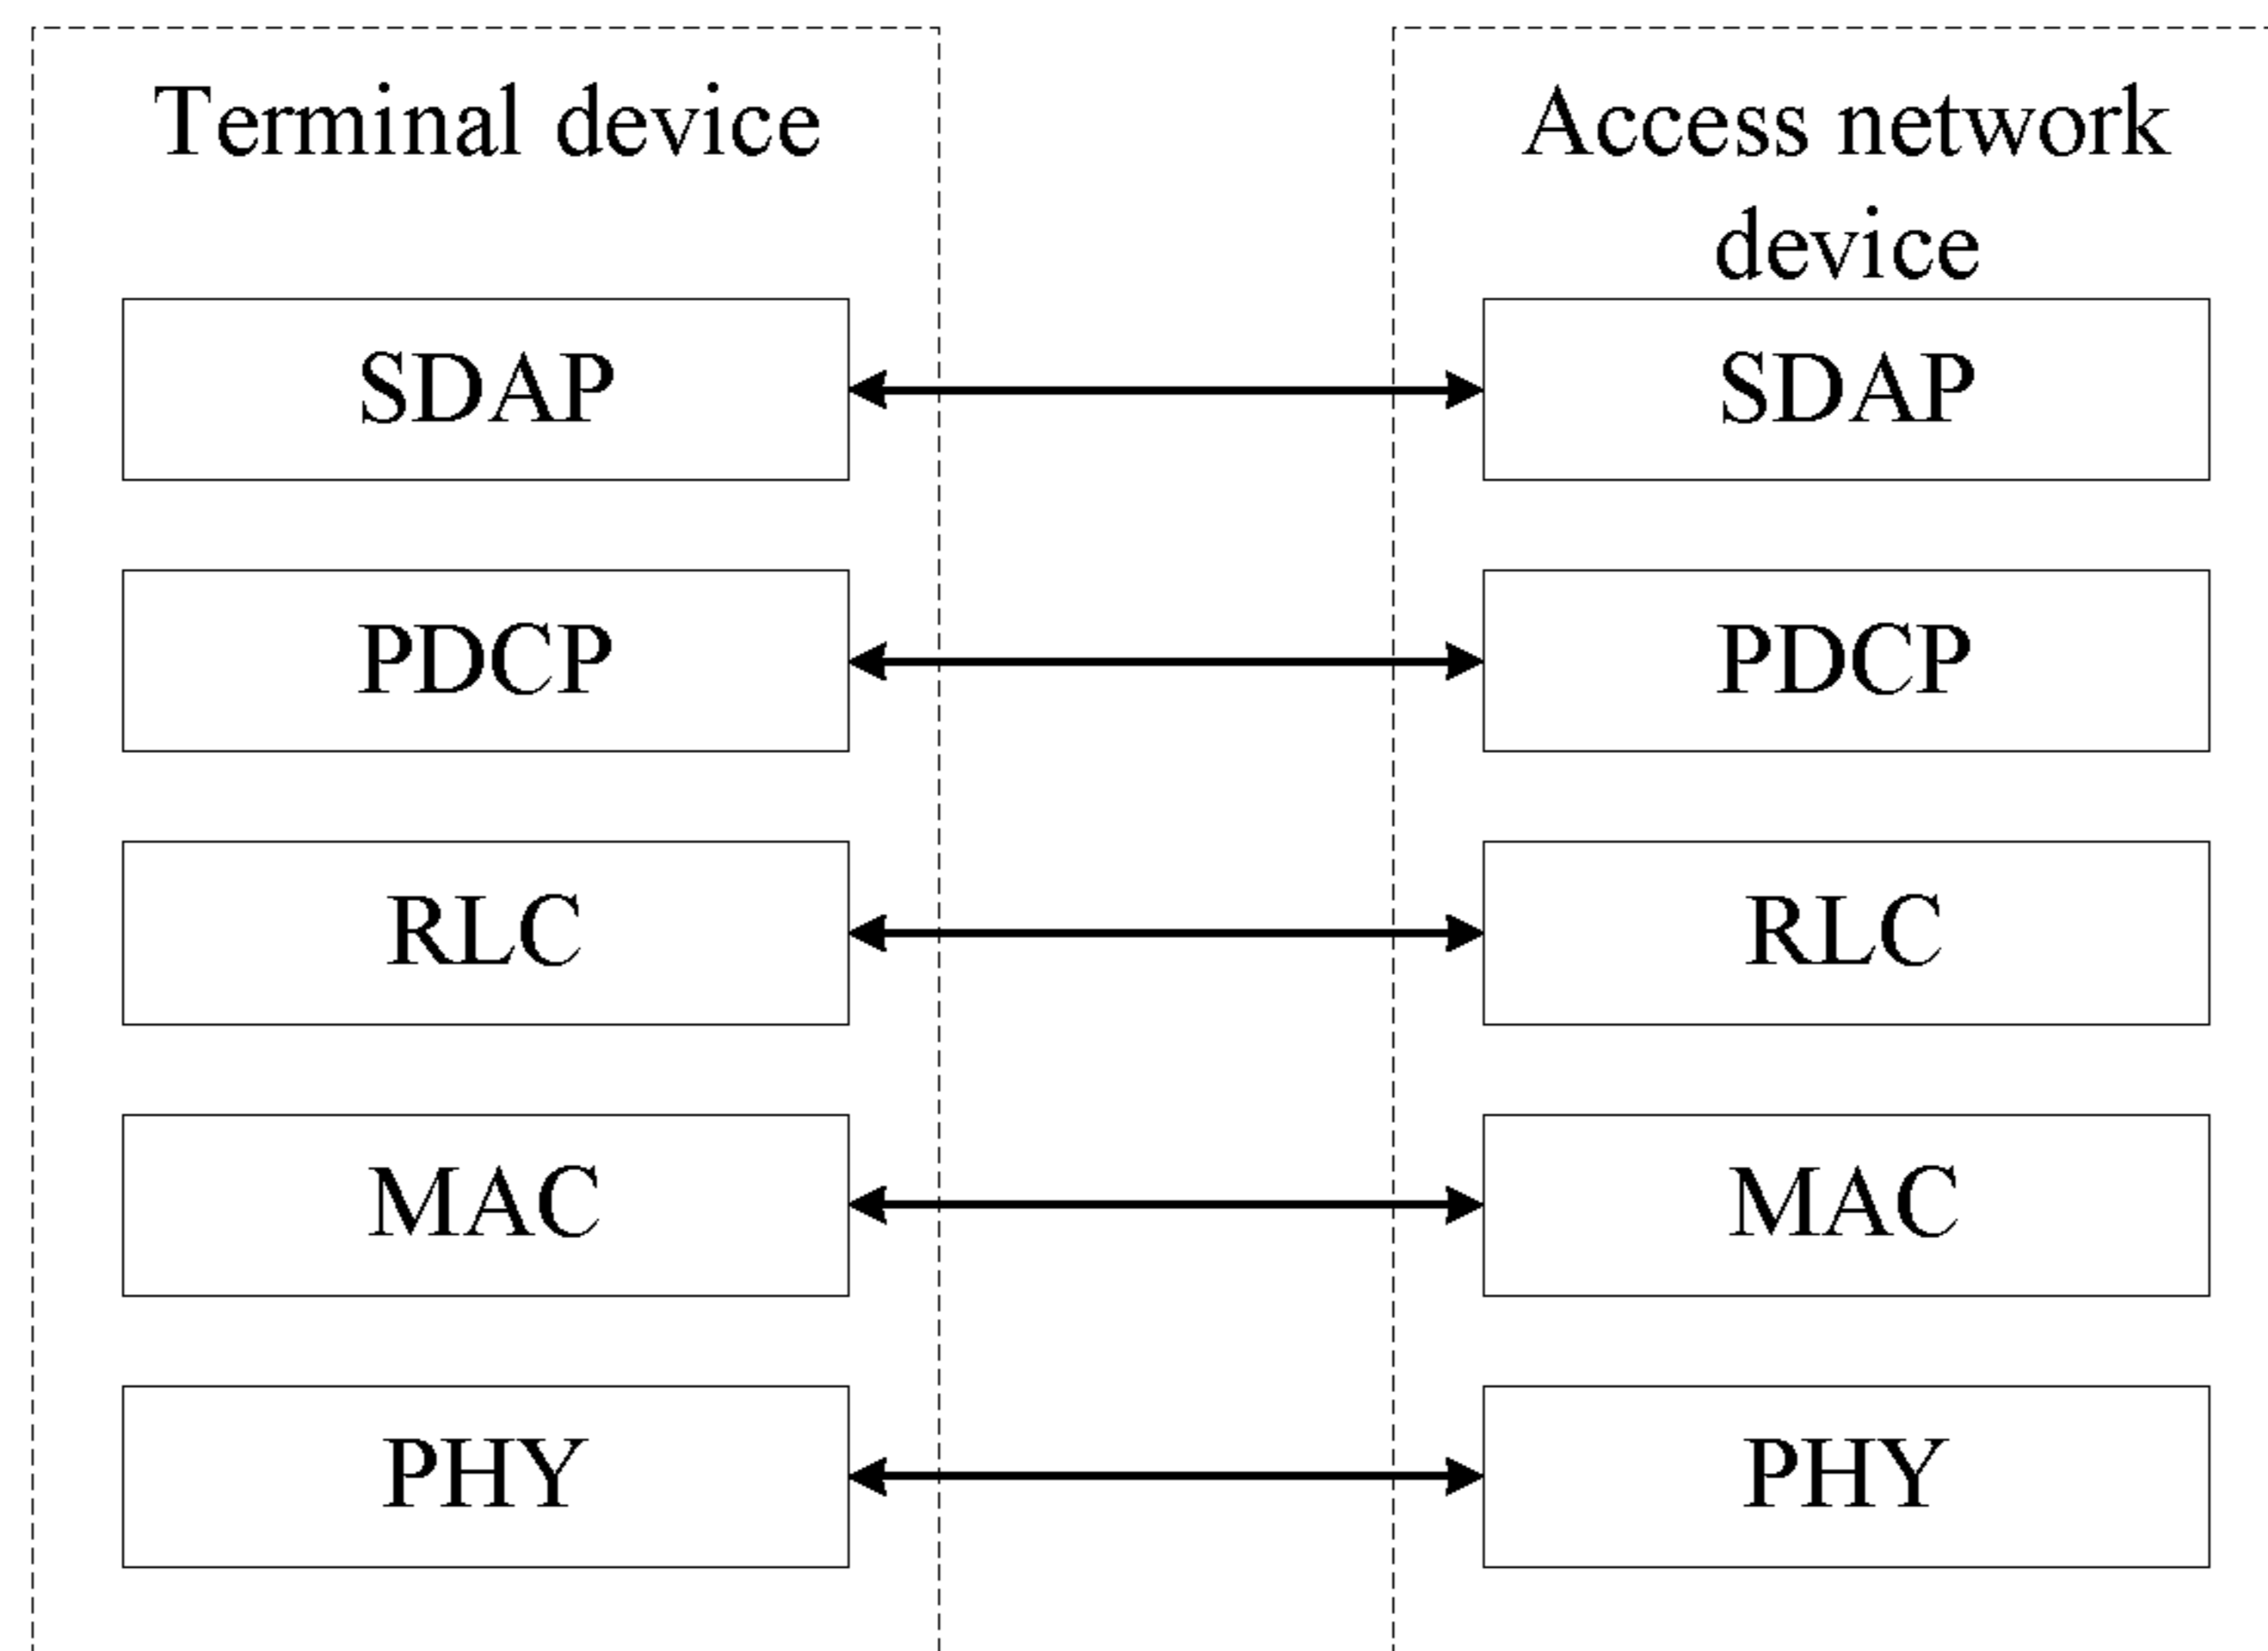 Terminal device
Access network
device
SDAP
SDAP
PDCP
PDCP
RLC
RLC
MAC
MAC
PHY
PHY